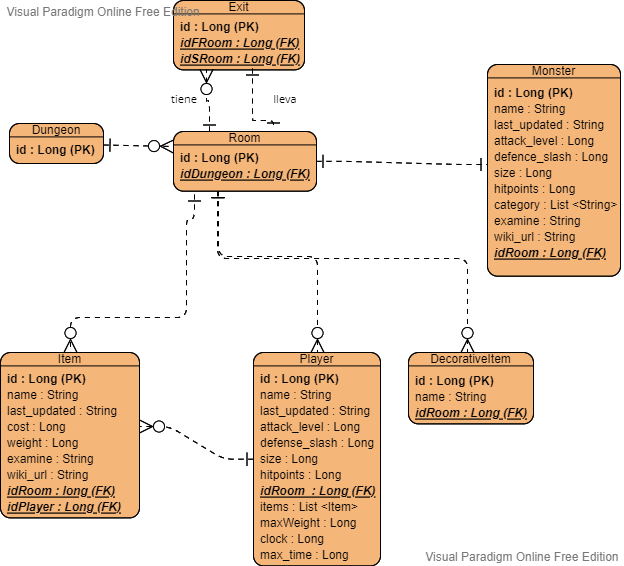 Visual Paradigm Online Free Edition
Exit
id : Long (PK)
idFRoom : Long (FK)
idSRoom : Long (FK)
tiene
lleva
Dungeon
id : Long (PK)
Room
id : Long (PK)
idDungeon : Long (FK)
Monster
id : Long (PK)
name : String
last_updated : String
attack_level : Long
defence_slash : Long
size : Long
hitpoints : Long
category : List <String>
examine : String
wiki_url : String
idRoom : Long (FK)
Item
id : Long (PK)
name : String
last_updated : String
cost : Long
weight : Long
examine : String
wiki_url : String
idRoom : long (FK)
idPlayer : Long (FK)
Player
id : Long (PK)
name : String
last_updated : String
attack_level : Long
defense_slash : Long
size : Long
hitpoints : Long
idRoom : Long (FK)
items : List <Item>
maxWeight : Long
clock : Long
max_time : Long
DecorativeItem
id : Long (PK)
name : String
idRoom : Long (FK)
Visual Paradigm Online Free Edition